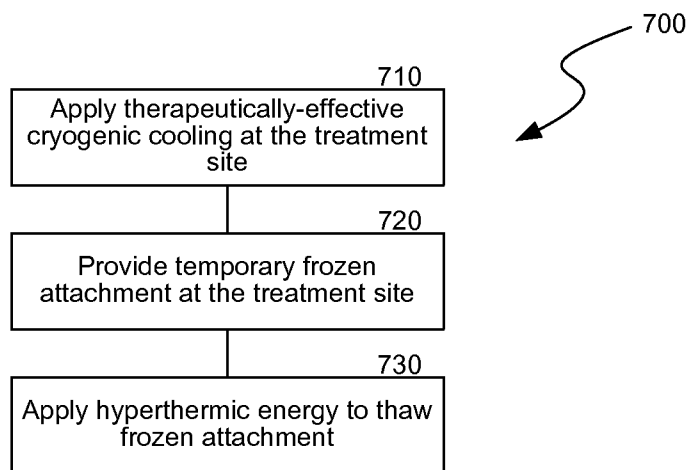 700
710
Apply therapeutically-effective
cryogenic cooling at the treatment
site
720
Provide temporary frozen
attachment at the treatment site
730
Apply hyperthermic energy to thaw
frozen attachment